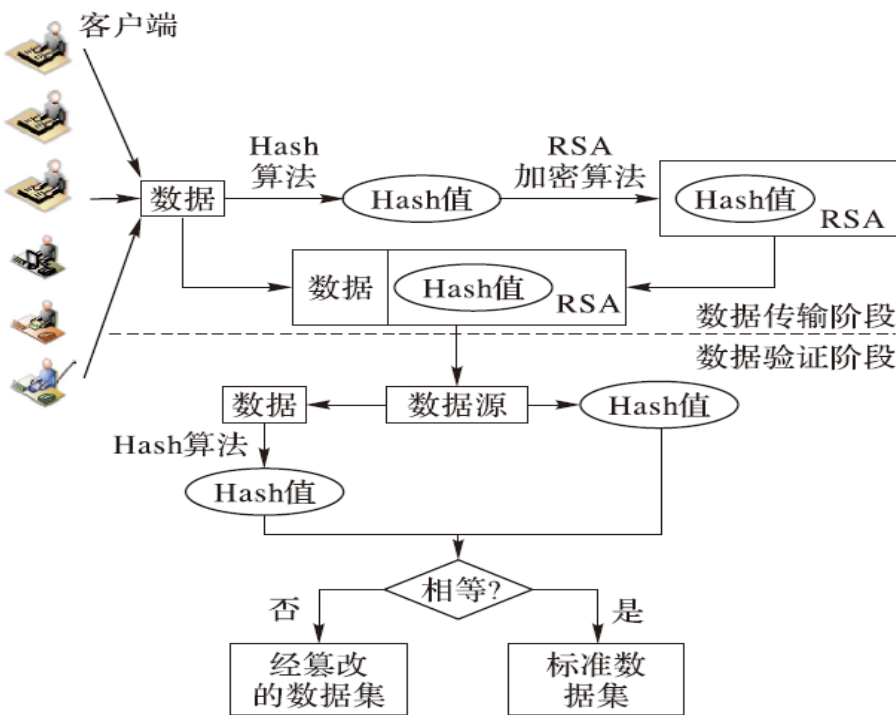 客户端
Hash
算法
RSA
加密算法
数据
Hash值
Hash值
RSA
数据
Hash值
RSA
数据传输阶段
数据验证阶段
数据
数据源
Hash值
Hash算法
Hash值
相等?
否
是
经篡改
的数据集
标准数
据集